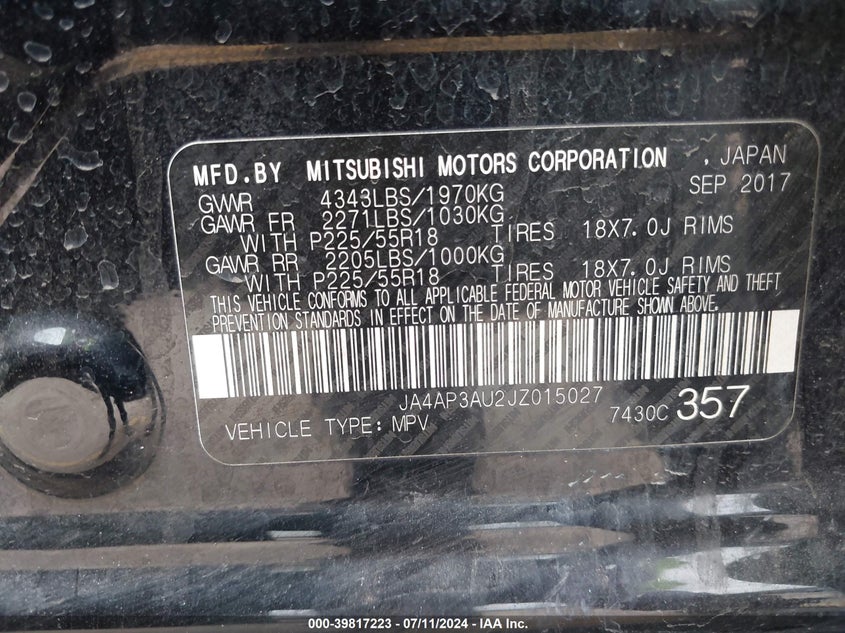 MFD.BY MITSUBISHI MOTORS CORPORATION . JAPAN
SEP 2017
GVWR 4343LBS/1970KG
GAWR FR 2271LBS/1030KG
WITH P225/55R18 TIRES 18X7.0J RIMS
GAWR RR 2205LBS/1000KG
WITH P225/55R18 TIRES 18X7.0J RIMS
THIS VEHICLE CONFORMS TO ALL APPLICABLE FEDERAL MOTOR VEHICLE SAFETY AND THEFT
PREVENTION STANDARDS IN EFFECT ON THE DATE OF MANUFACTURE SHOWN ABOVE.
JA4AP3AU2JZ015027
VEHICLE TYPE: MPV 7430C 357
000-39817223 - 07/11/2024 - IAA Inc.